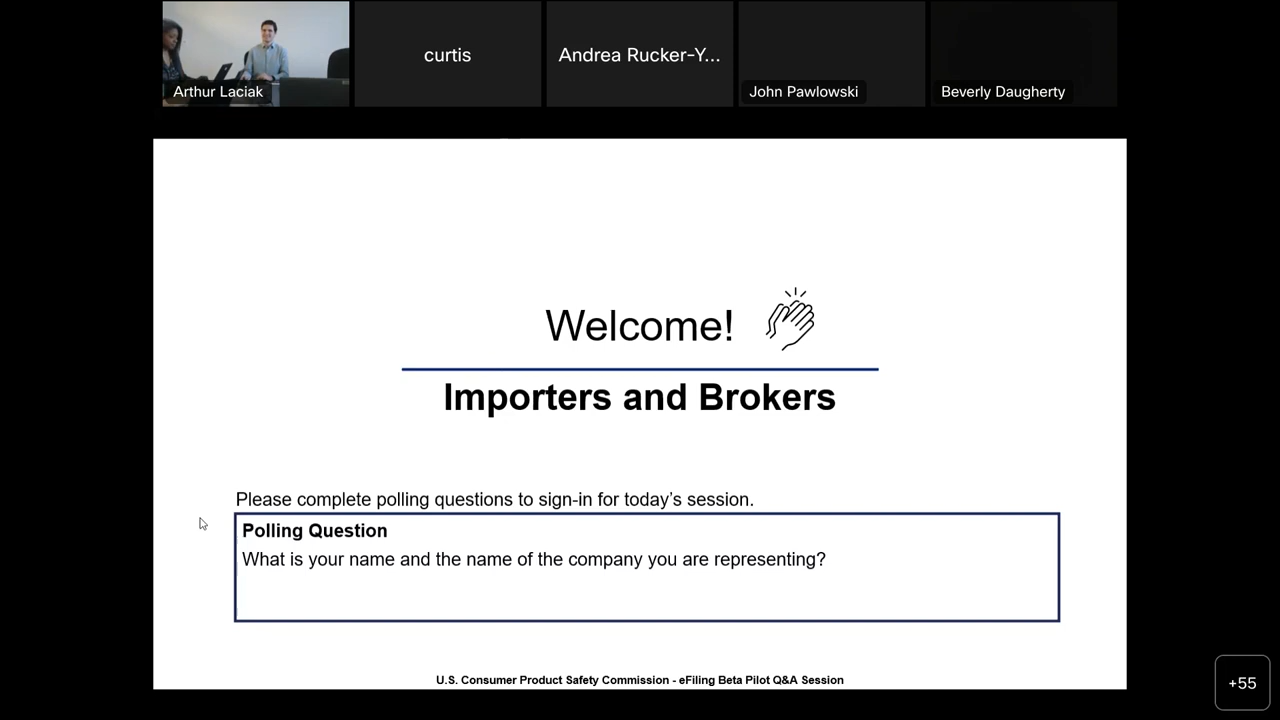 Arthur Laciak
curtis
Andrea Rucker-Y...
John Pawlowski
Beverly Daugherty
Welcome!
Importers and Brokers
Please complete polling questions to sign-in for today's session.
Polling Question
What is your name and the name of the company you are representing?
U.S. Consumer Product Safety Commission - eFiling Beta Pilot Q&A Session
+55